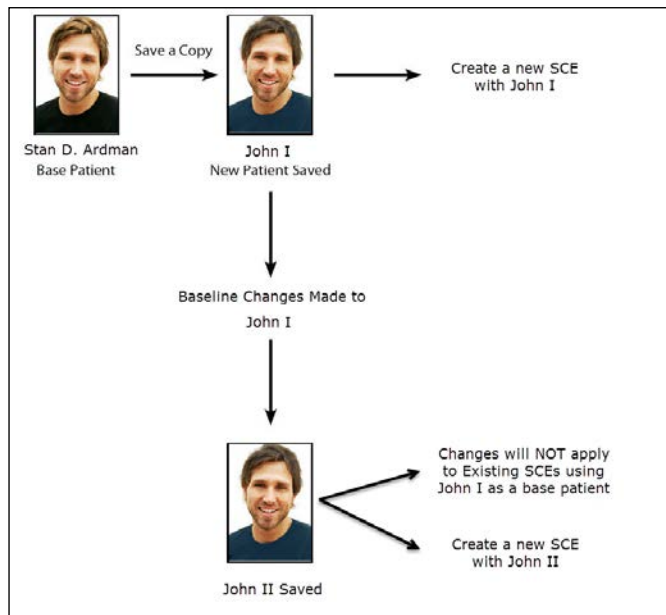 Save a Copy
Create a new SCE
with John I
Stan D. Ardman
Base Patient
John I
New Patient Saved
Baseline Changes Made to
John I
Changes will NOT apply
to Existing SCEs using
John I as a base patient
Create a new SCE
with John II
John II Saved